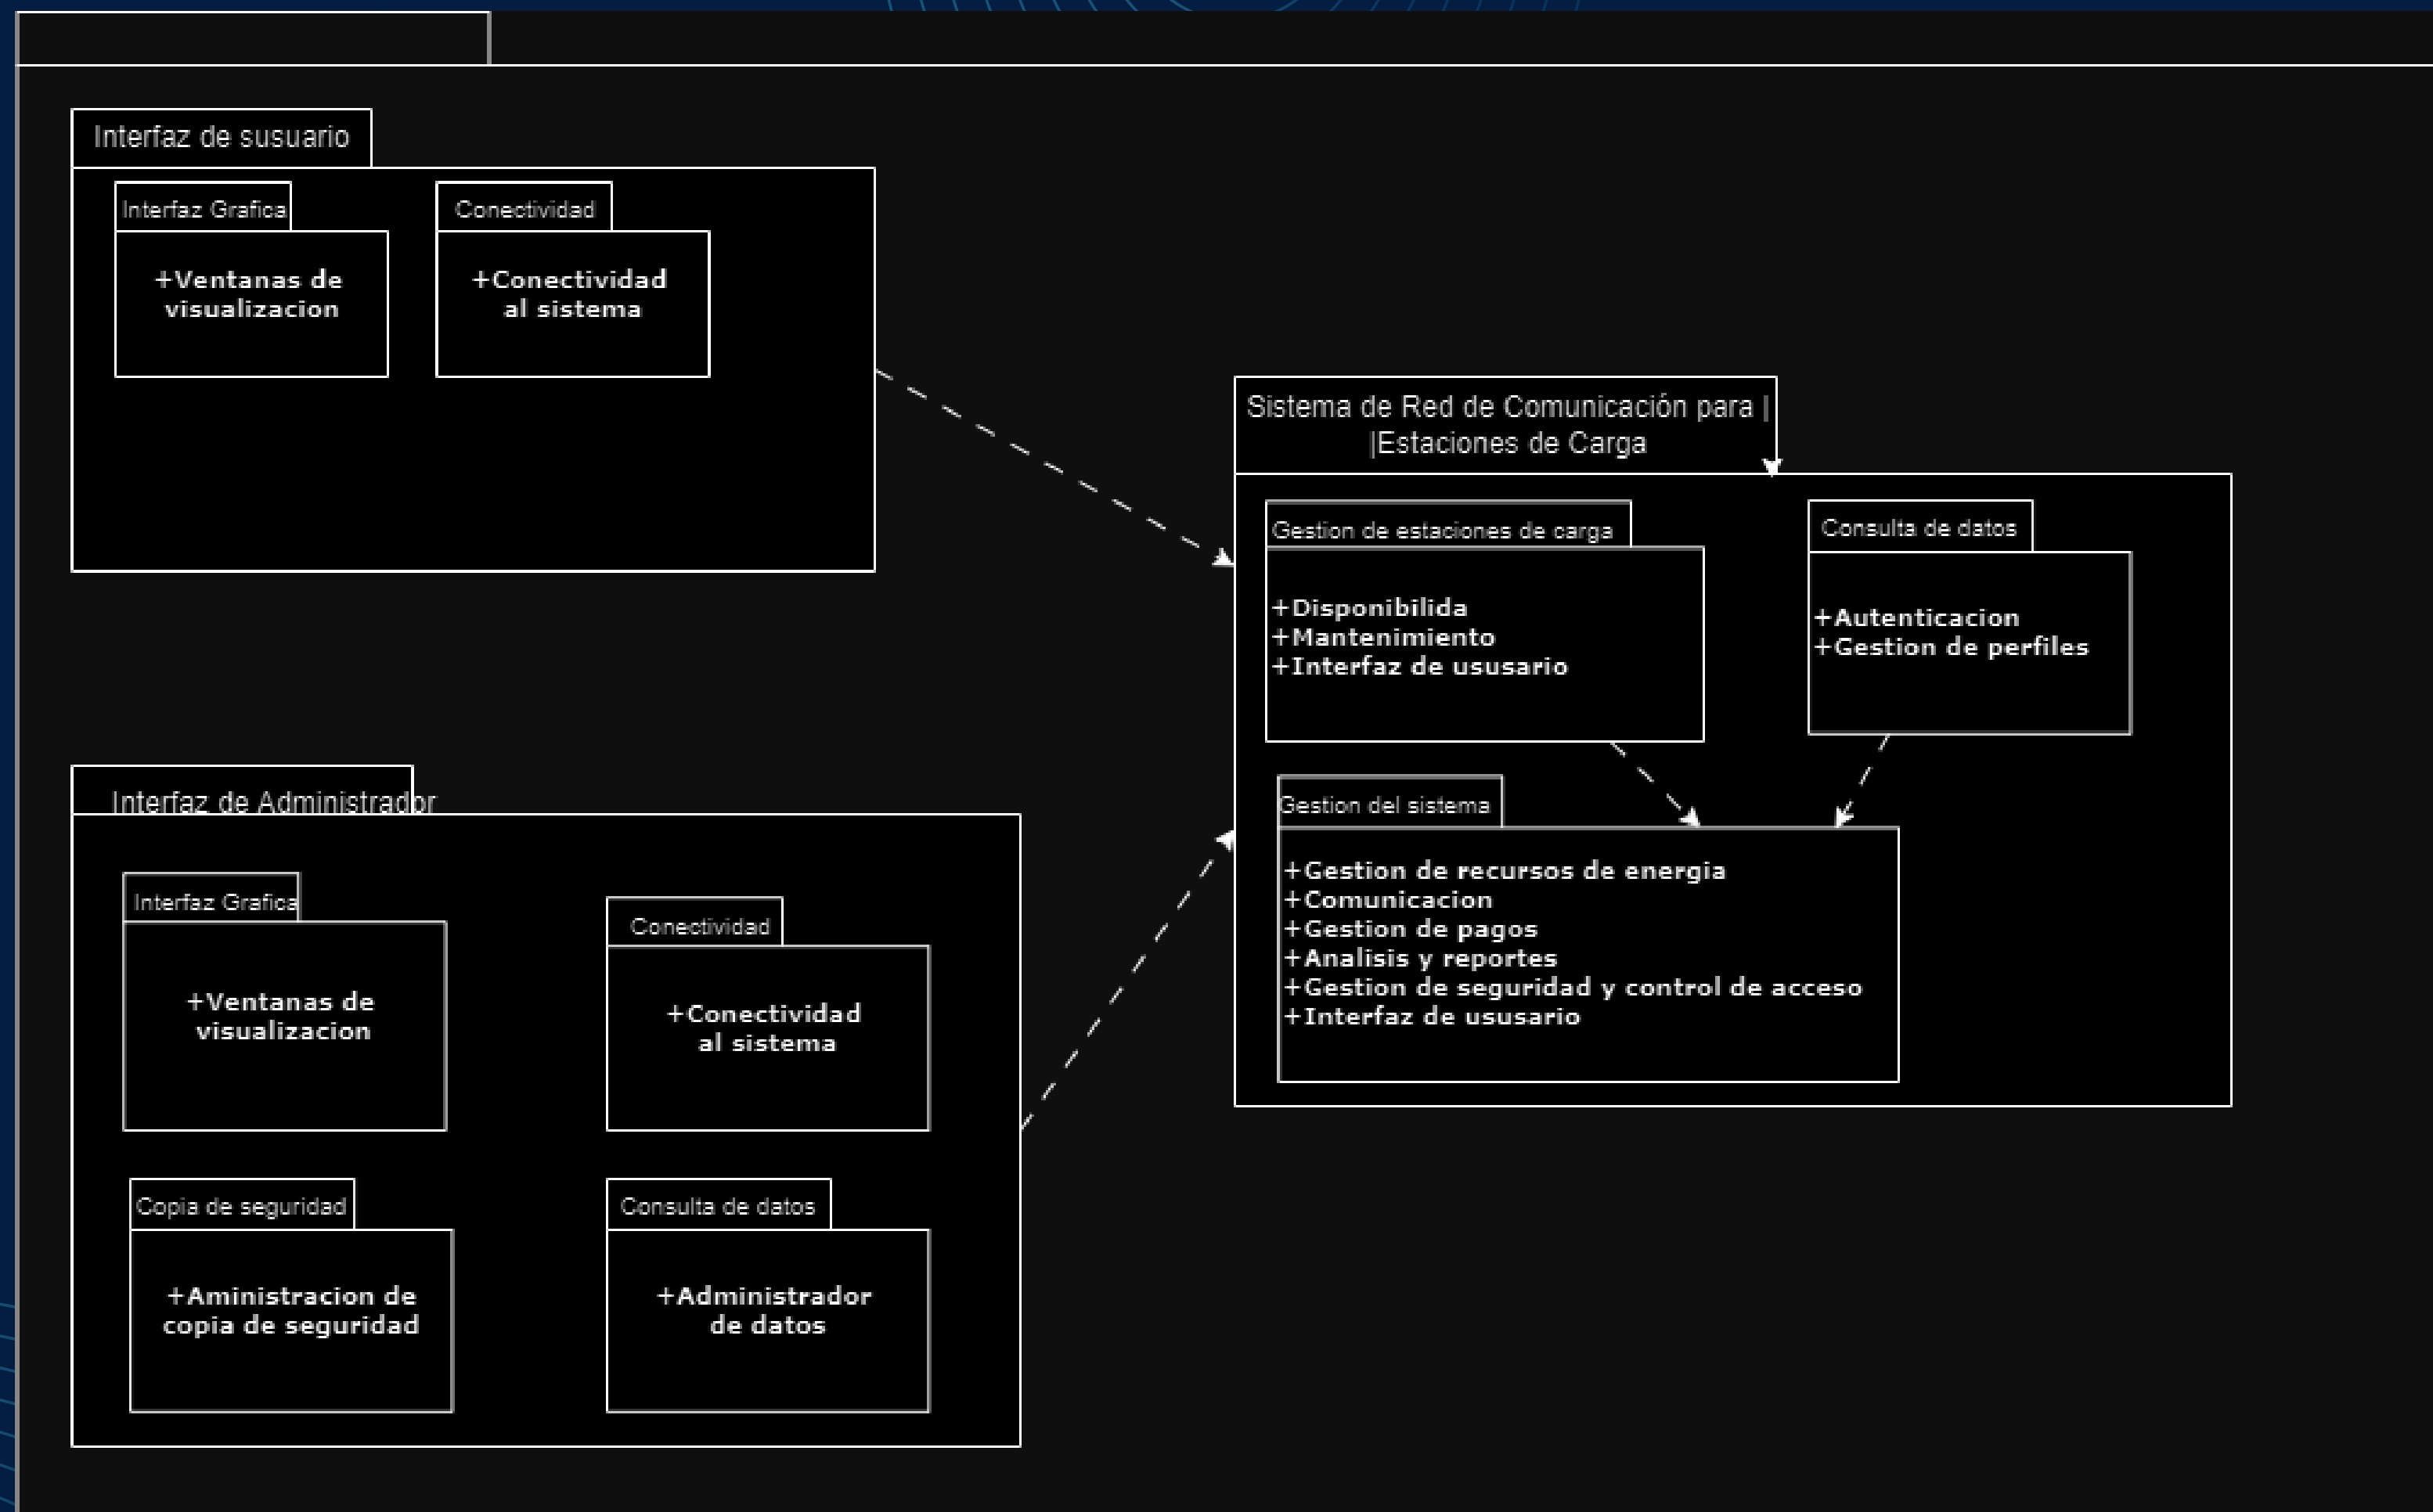 Interfaz de susuario
Interfaz Grafica
+Ventanas de
visualizacion
Conectividad
+Conectividad
al sistema
Sistema de Red de Comunicación para |
|Estaciones de Carga
Gestion de estaciones de carga
+Disponibilida
+Mantenimiento
+Interfaz de ususario
Consulta de datos
+Autenticacion
+Gestion de perfiles
Gestion del sistema
+Gestion de recursos de energia
+Comunicacion
+Gestion de pagos
+Analisis y reportes
+Gestion de seguridad y control de acceso
+Interfaz de ususario
Interfaz de Administrador
Interfaz Grafica
+Ventanas de
visualizacion
Conectividad
+Conectividad
al sistema
Copia de seguridad
+Aministracion de
copia de seguridad
Consulta de datos
+Administrador
de datos